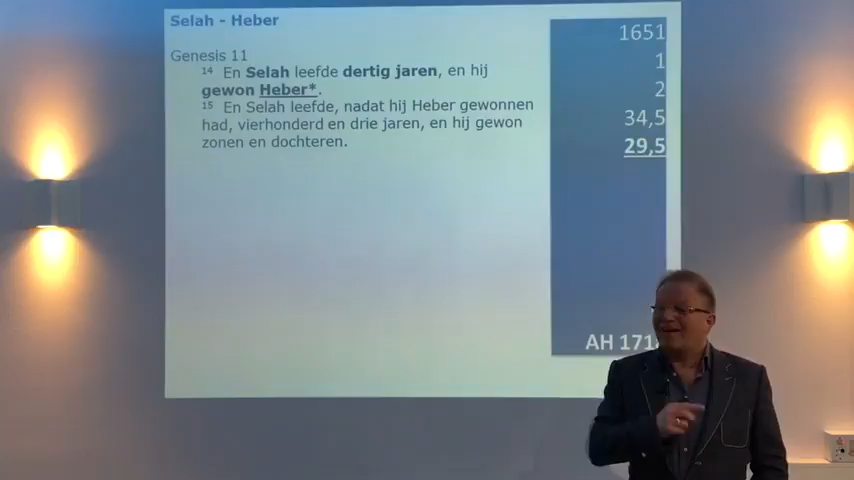 Selah - Heber
Genesis 11
14 En Selah leefde dertig jaren, en hij
gewon Heber*.
15 En Selah leefde, nadat hij Heber gewonnen
had, vierhonderd en drie jaren, en hij gewon
zonen en dochteren.
1651
1
2
34,5
29,5
AH